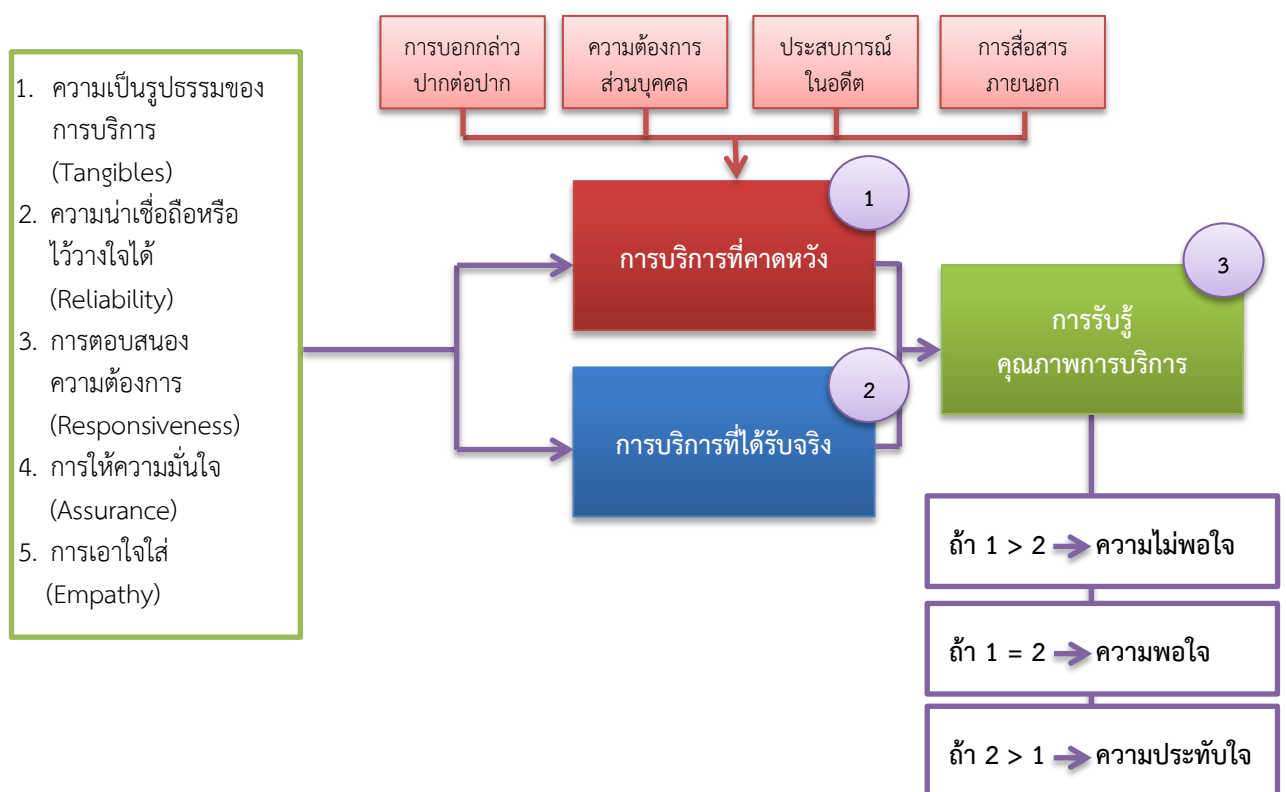 การบอกกล่าว
ปากต่อปาก
ความต้องการ
ส่วนบุคคล
ประสบการณ์
ในอดีต
การสื่อสาร
ภายนอก
1. ความเป็นรูปธรรมของ
การบริการ
(Tangibles)
2. ความน่าเชื่อถือหรือ
ไว้วางใจได้
(Reliability)
3. การตอบสนอง
ความต้องการ
(Responsiveness)
4. การให้ความมั่นใจ
(Assurance)
5. การเอาใจใส่
(Empathy)
1
การบริการที่คาดหวัง
2
การบริการที่ได้รับจริง
3
การรับรู้
คุณภาพการบริการ
ถ้า 1 > 2 ความไม่พอใจ
ถ้า 1 = 2 ความพอใจ
ถ้า 2 > 1 ความประทับใจ